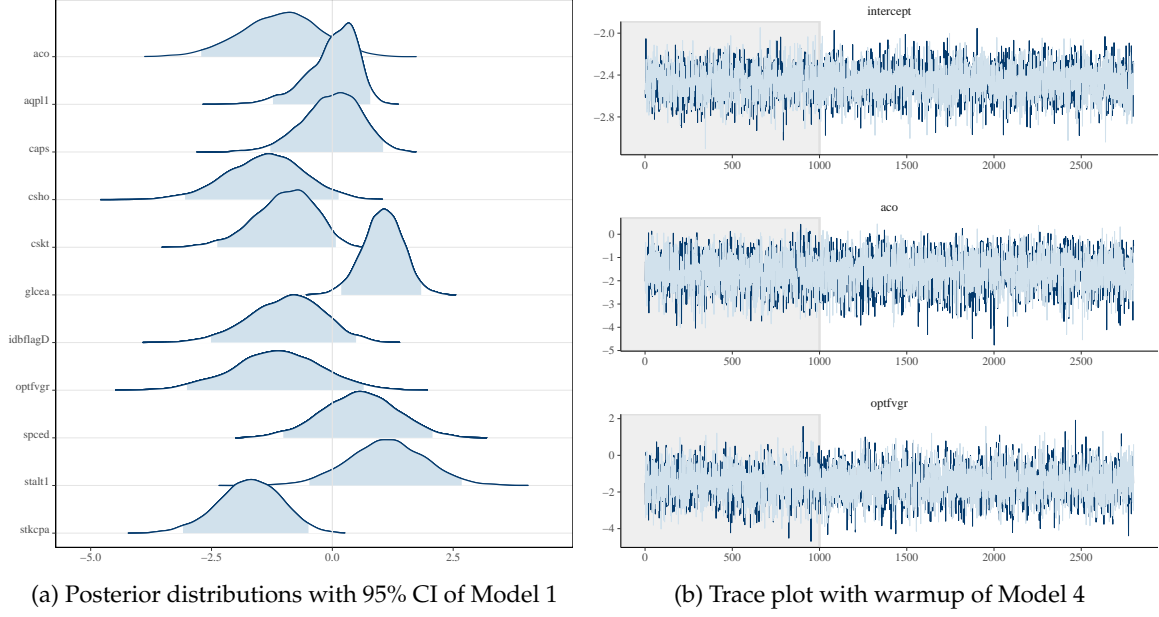 aco
aqpl1
caps
csho
cskt
glcea
idbflagD
optfvgr
spced
stalt1
stkcpa
−5.0 −2.5 0.0 2.5
(a) Posterior distributions with 95% CI of Model 1
intercept
−2.0
−2.4
−2.8
0 500 1000 1500 2000 2500
aco
0
−1
−2
−3
−4
−5
0 500 1000 1500 2000 2500
optfvgr
2
0
−2
−4
0 500 1000 1500 2000 2500
(b) Trace plot with warmup of Model 4